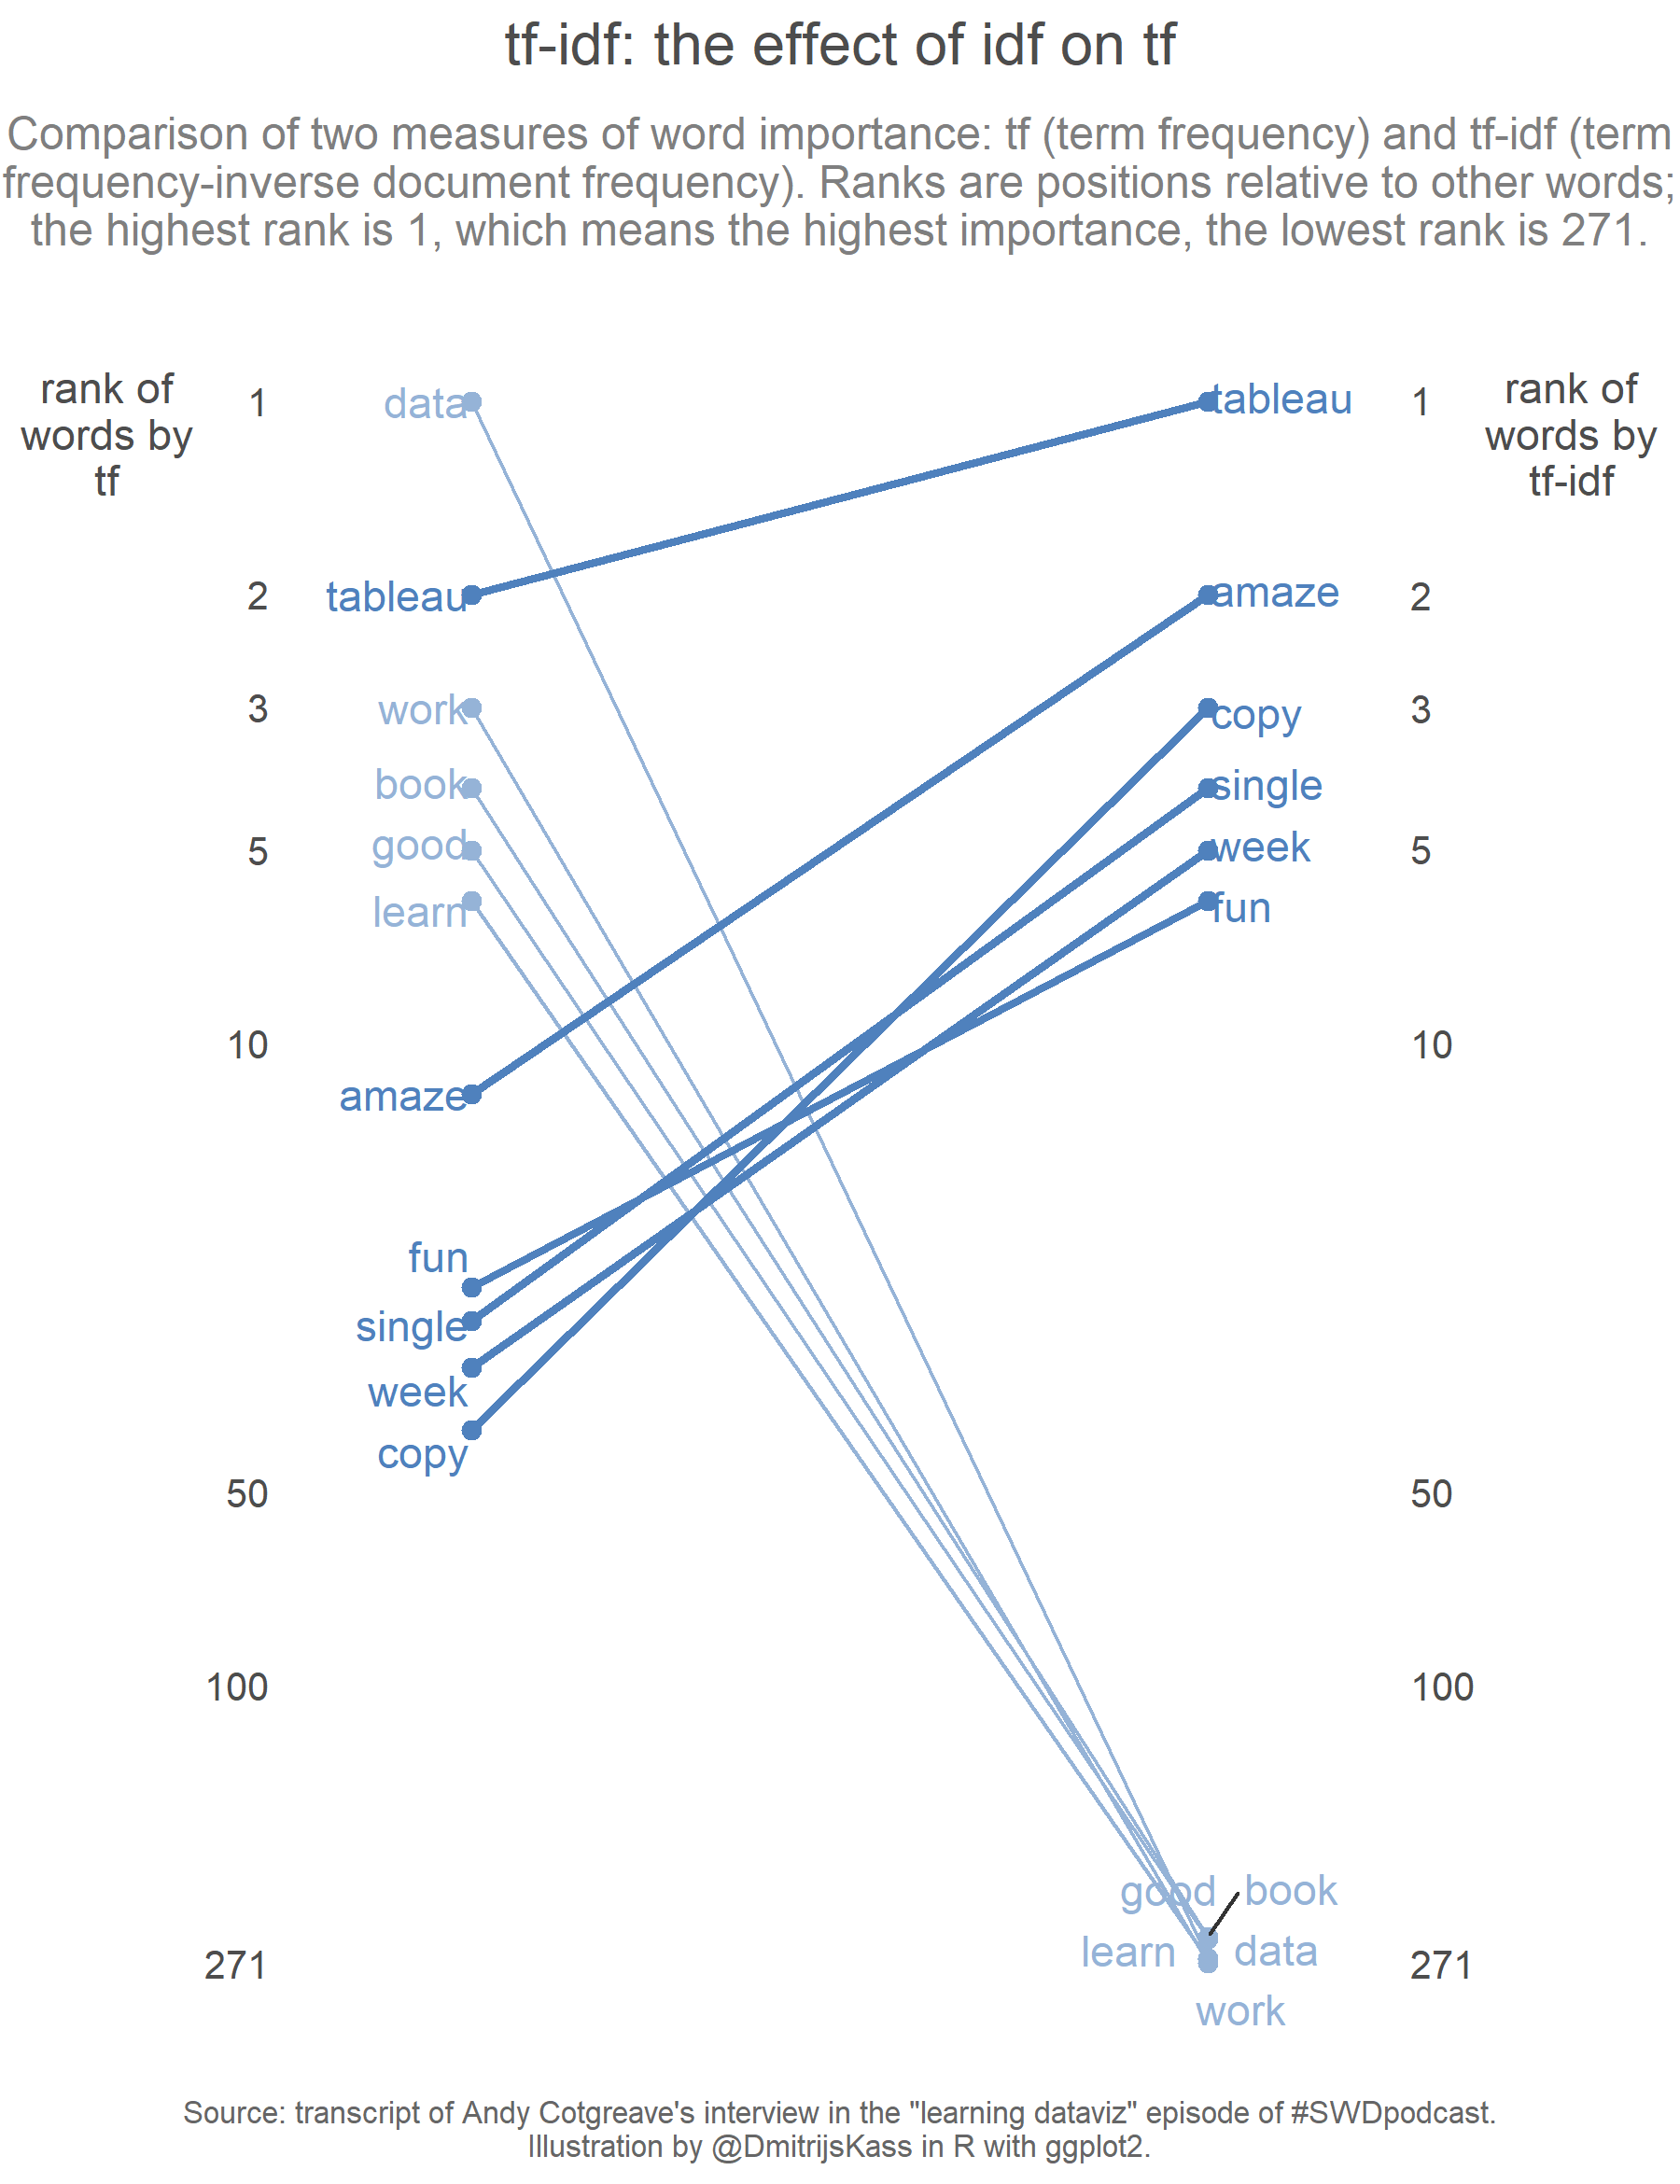 tf-idf: the effect of idf on tf
Comparison of two measures of word importance: tf (term frequency) and tf-idf (term
frequency-inverse document frequency). Ranks are positions relative to other words;
the highest rank is 1, which means the highest importance, the lowest rank is 271.
rank of
words by
tf
1
2
3
5
10
50
100
271
data
tableau
work
book
good
learn
amaze
fun
single
week
copy
tableau
amaze
copy
single
week
fun
good
book
learn
data
work
1
2
3
5
10
50
100
271
rank of
words by
tf-idf
Source: transcript of Andy Cotgreave's interview in the "learning dataviz" episode of #SWDpodcast.
Illustration by @DmitrijsKass in R with ggplot2.